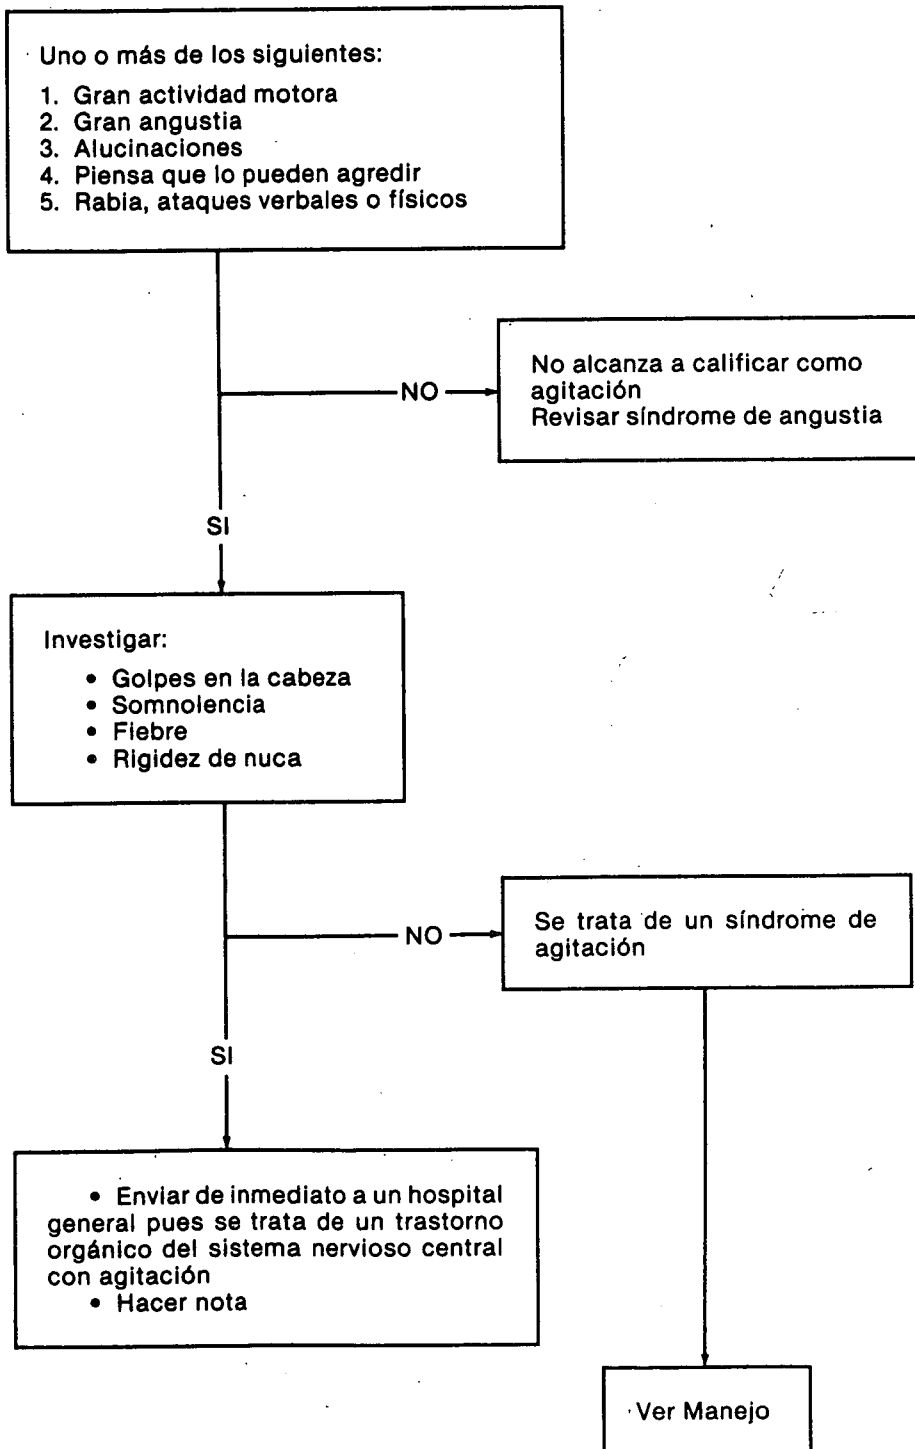 Uno o más de los siguientes:
1. Gran actividad motora
2. Gran angustia
3. Alucinaciones
4. Piensa que lo pueden agredir
5. Rabia, ataques verbales o físicos
NO
No alcanza a calificar como
agitación
Revisar síndrome de angustia
SI
Investigar:
• Golpes en la cabeza
• Somnolencia
• Fiebre
• Rigidez de nuca
NO
Se trata de un síndrome de
agitación
SI
• Enviar de inmediato a un hospital
general pues se trata de un trastorno
orgánico del sistema nervioso central
con agitación
• Hacer nota
Ver Manejo